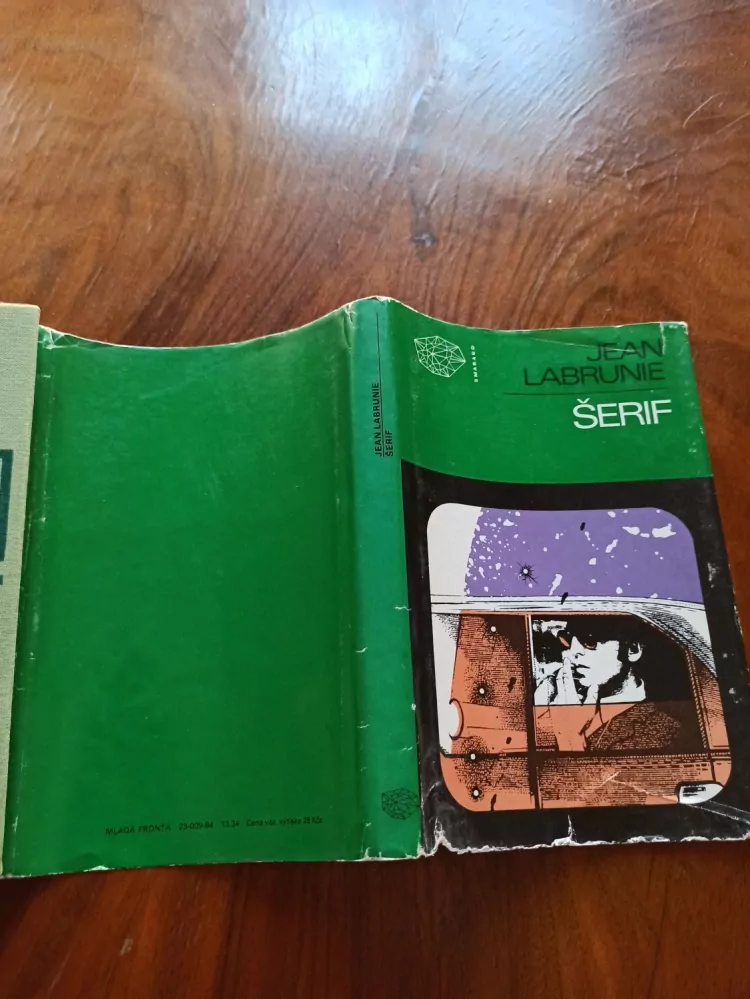 JEAN
LABRUNIE
ŠERIF
SMARAGD
JEAN LABRUNIE
ŠERIF
MLADÁ FRONTA 23-009-84 13.34 Cena váz. výtisku 28 Kčs